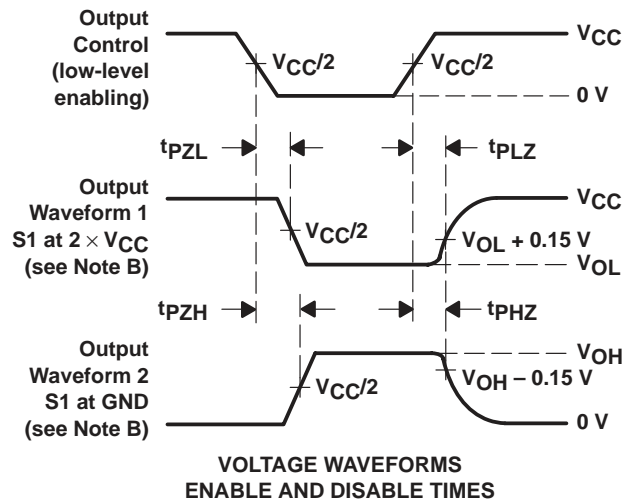 Output
Control
(low-level
enabling)
VCC/2
VCC/2
VCC
0 V
tPZL
tPLZ
Output
Waveform 1
S1 at 2 × VCC
(see Note B)
VCC/2
VCC
VOL + 0.15 V
VOL
tPZH
tPHZ
Output
Waveform 2
S1 at GND
(see Note B)
VCC/2
VOH
VOH – 0.15 V
0 V
VOLTAGE WAVEFORMS
ENABLE AND DISABLE TIMES